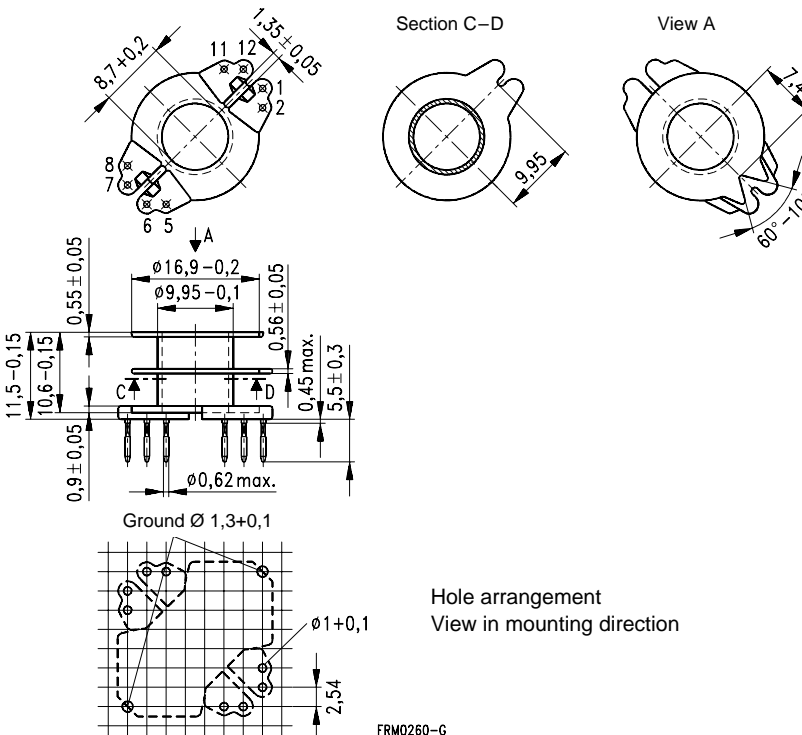 Section C–D
View A
8,7+0,2
1,35±0,05
11 12
1
2
8
7
6 5
9,95
7,4
A
ø16,9–0,2
ø9,95–0,1
0,55±0,05
0,56±0,05
11,5–0,15
10,6–0,15
0,9±0,05
C
D
0,45 max.
5,5±0,3
ø0,62 max.
Ground Ø 1,3+0,1
Hole arrangement
View in mounting direction
ø1+0,1
2,54
FRM0260–G